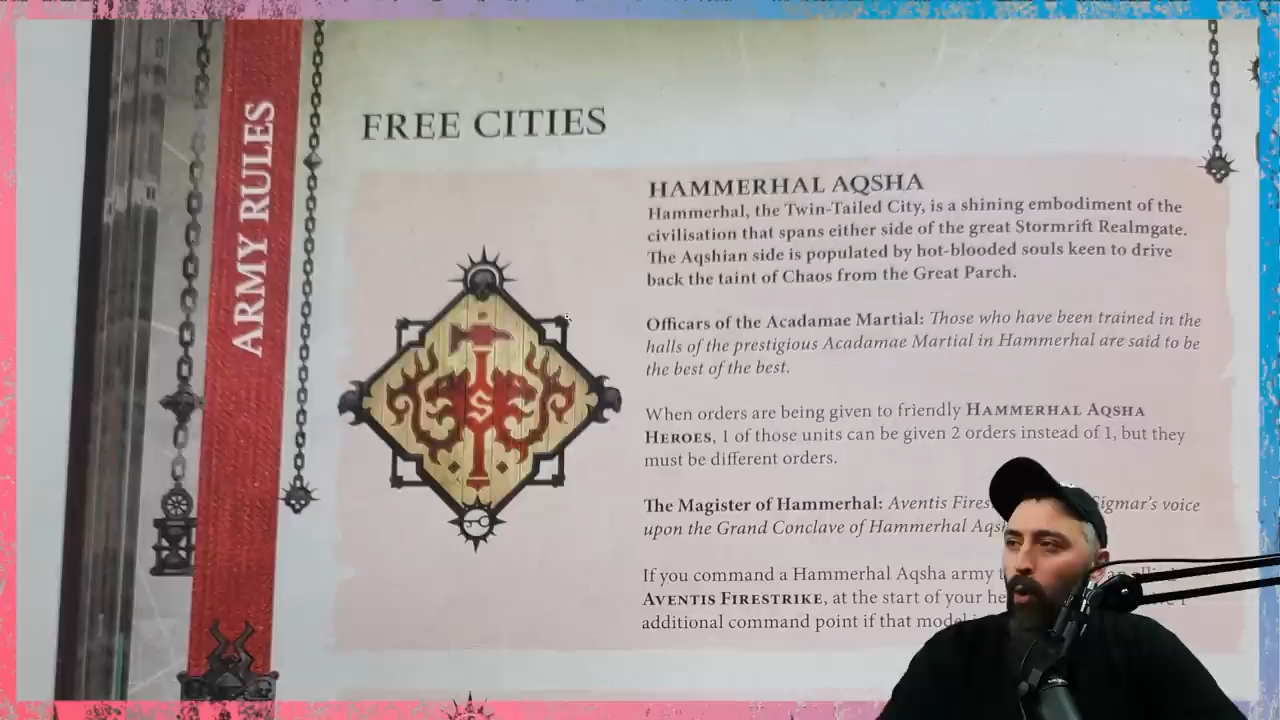 ARMY RULES
FREE CITIES
HAMMERHAL AQSHA
Hammerhal, the Twin-Tailed City, is a shining embodiment of the
civilisation that spans either side of the great Stormrift Realmgate.
The Aqshian side is populated by hot-blooded souls keen to drive
back the taint of Chaos from the Great Parch.
Officars of the Acadamae Martial: Those who have been trained in the
halls of the prestigious Acadamae Martial in Hammerhal are said to be
the best of the best.
When orders are being given to friendly HAMMERHAL AQSHA
HEROES, 1 of those units can be given 2 orders instead of 1, but they
must be different orders.
The Magister of Hammerhal: Aventis Sigmar's voice
upon the Grand Conclave of Hammerhal
If you command a Hammerhal Aqsha army
AVENTIS FIRESTRIKE, at the start of your
additional command point if that